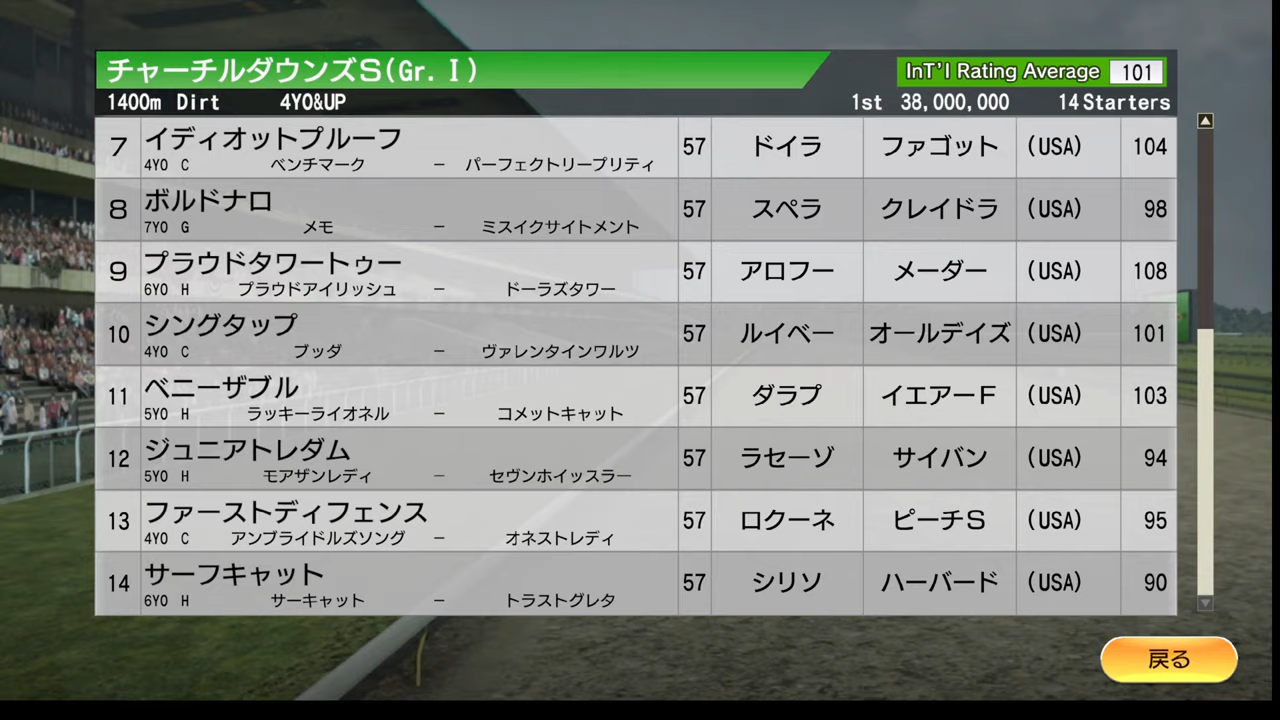 チャーチルダウンズS(Gr.Ⅰ)
InT'l Rating Average 101
1400m Dirt 4YO&UP 1st 38,000,000 14Starters
7 イディオットプルーフ 57 ドイラ ファゴット (USA) 104
4YO C ベンチマーク − パーフェクトリープリティ
8 ボルドナロ 57 スペラ クレイドラ (USA) 98
7YO G メモ − ミスイクサイトメント
9 プラウドタワートゥー 57 アロフー メーダー (USA) 108
6YO H プラウドアイリッシュ − ドーラズタワー
10 シングタップ 57 ルイベー オールデイズ (USA) 101
4YO C ブッダ − ヴァレンタインワルツ
11 ベニーザブル 57 ダラプ イエアーF (USA) 103
5YO H ラッキーライオネル − コメットキャット
12 ジュニアトレダム 57 ラセーゾ サイバン (USA) 94
5YO H モアザンレディ − セヴンホイッスラー
13 ファーストディフェンス 57 ロクーネ ピーチS (USA) 95
4YO C アンブライドルズソング − オネストレディ
14 サーフキャット 57 シリソ ハーバード (USA) 90
6YO H サーキャット − トラストグレタ
戻る